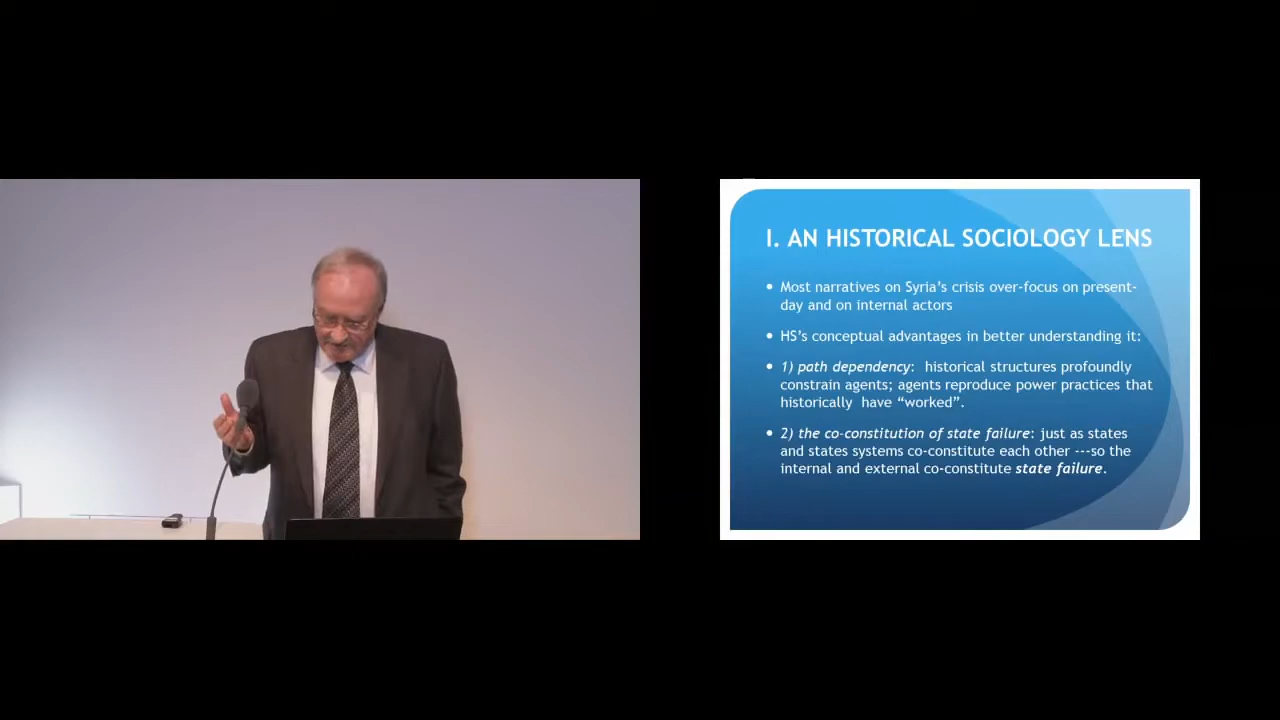 I. AN HISTORICAL SOCIOLOGY LENS
• Most narratives on Syria's crisis over-focus on present-
day and on internal actors
• HS's conceptual advantages in better understanding it:
• 1) path dependency:  historical structures profoundly
constrain agents; agents reproduce power practices that
historically  have “worked”.
• 2) the co-constitution of state failure: just as states
and states systems co-constitute each other ---so the
internal and external co-constitute state failure.